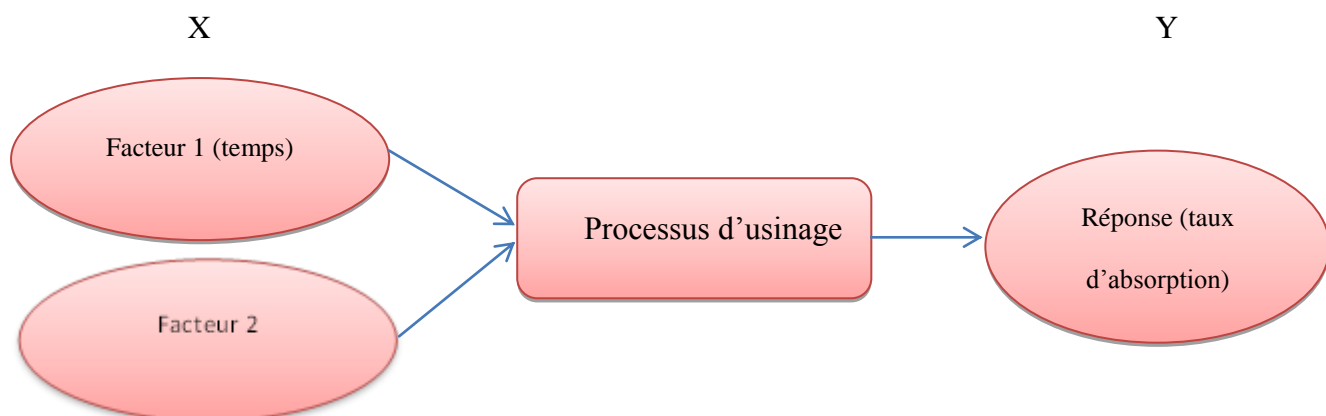 X
Y
Facteur 1 (temps)
Facteur 2
Processus d’usinage
Réponse (taux
d’absorption)